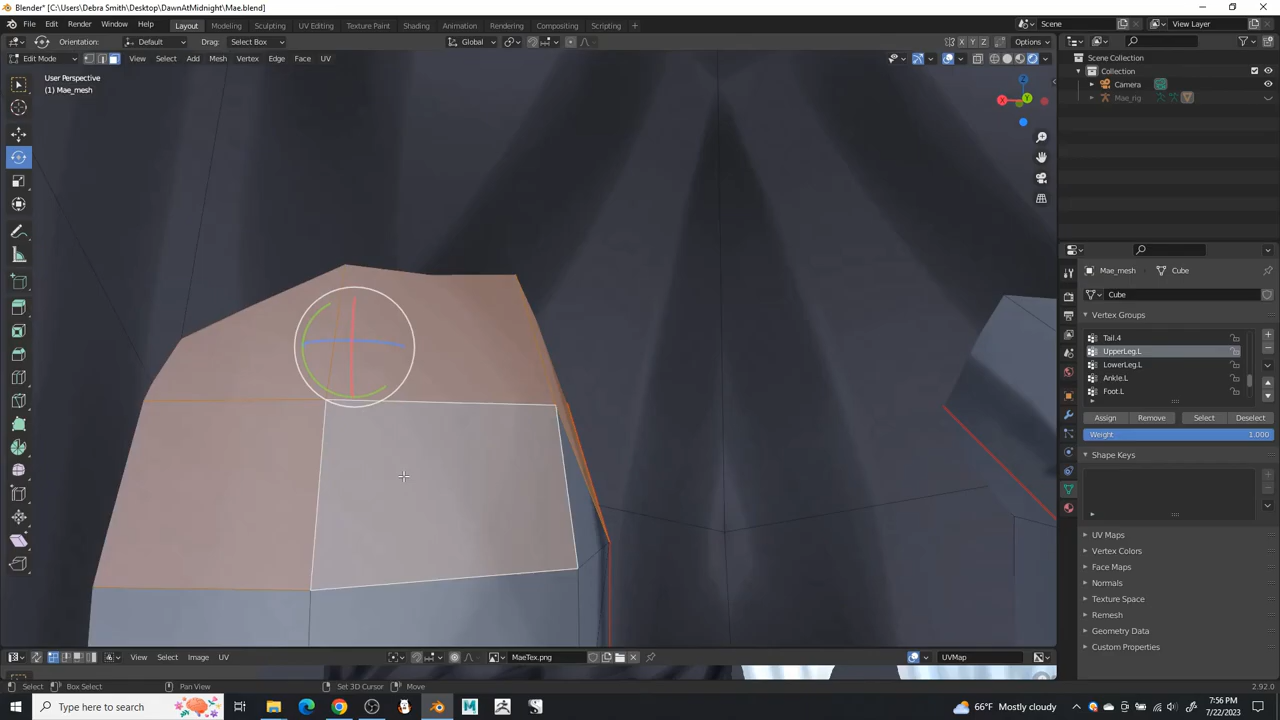 Blender* [C:\Users\Debra Smith\Desktop\DawnAtMidnight\Mae.blend]
File Edit Render Window Help Layout Modeling Sculpting UV Editing Texture Paint Shading Animation Rendering Compositing Scripting + Scene View Layer
Orientation: Default Drag: Select Box Global X Y Z Options
Edit Mode View Select Add Mesh Vertex Edge Face UV
User Perspective
(1) Mae_mesh
Scene Collection
Collection
Camera
Mae_rig
Z
X
Y
Mae_mesh Cube
Cube
Vertex Groups
Tail.4
UpperLeg.L
LowerLeg.L
Ankle.L
Foot.L
Assign Remove Select Deselect
Weight 1.000
Shape Keys
UV Maps
Vertex Colors
Face Maps
Normals
Texture Space
Remesh
Geometry Data
Custom Properties
View Select Image UV MaeTex.png UVMap
Select Box Select Pan View Set 3D Cursor Move 2.92.0
Type here to search 66°F Mostly cloudy 7:56 PM
7/22/2023